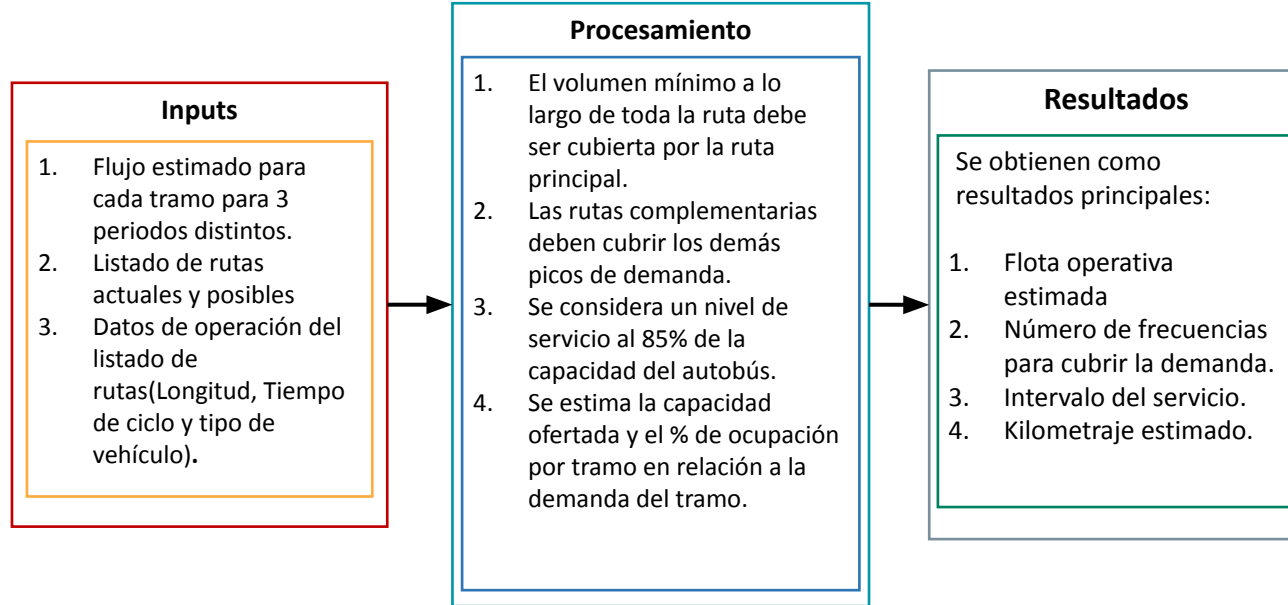 Inputs
1. Flujo estimado para
cada tramo para 3
periodos distintos.
2. Listado de rutas
actuales y posibles
3. Datos de operación del
listado de
rutas(Longitud, Tiempo
de ciclo y tipo de
vehículo).
Procesamiento
1. El volumen mínimo a lo
largo de toda la ruta debe
ser cubierta por la ruta
principal.
2. Las rutas complementarias
deben cubrir los demás
picos de demanda.
3. Se considera un nivel de
servicio al 85% de la
capacidad del autobús.
4. Se estima la capacidad
ofertada y el % de ocupación
por tramo en relación a la
demanda del tramo.
Resultados
Se obtienen como
resultados principales:
1. Flota operativa
estimada
2. Número de frecuencias
para cubrir la demanda.
3. Intervalo del servicio.
4. Kilometraje estimado.